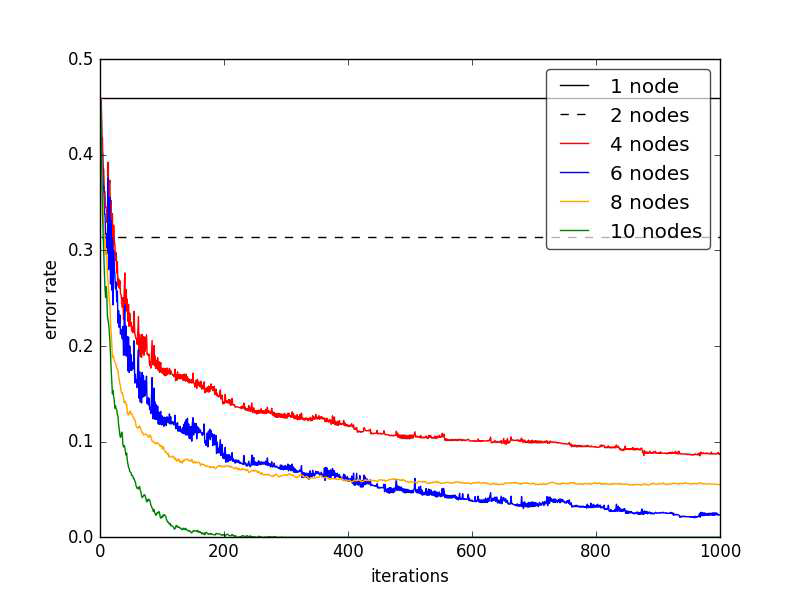 0.5
0.4
0.3
0.2
0.1
0.0
error rate
1 node
2 nodes
4 nodes
6 nodes
8 nodes
10 nodes
0 200 400 600 800 1000
iterations